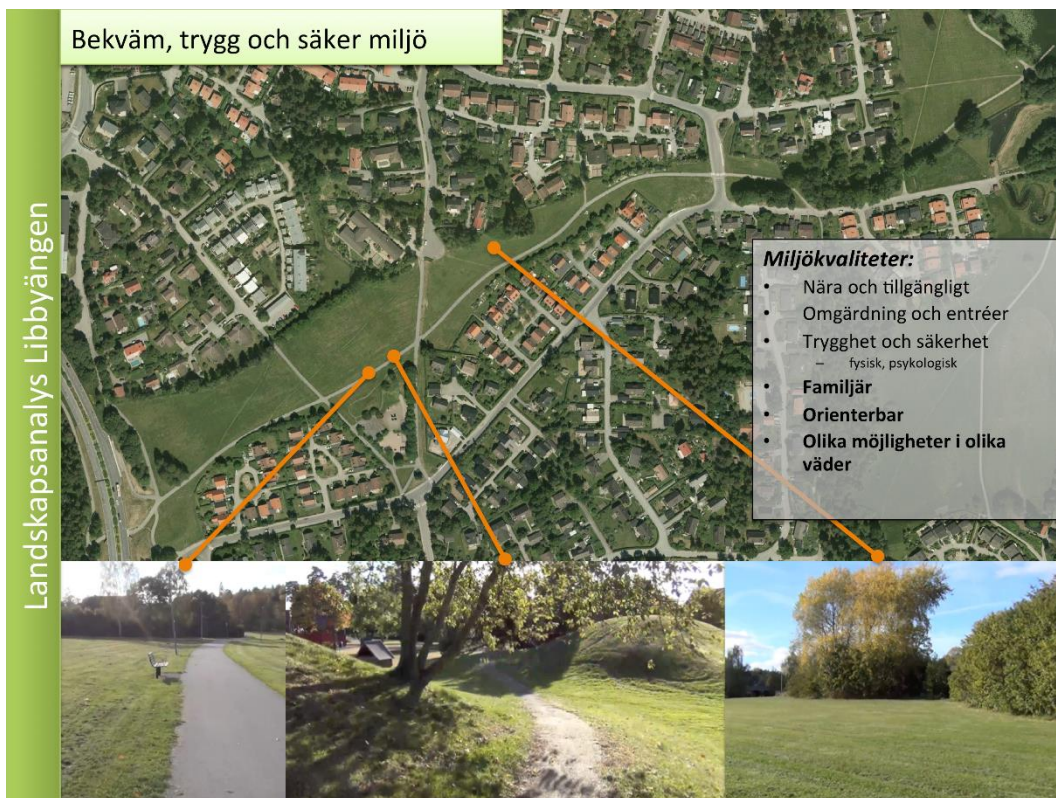 Bekväm, trygg och säker miljö
Landskapsanalys Libbyängen
Miljökvaliteter:
• Nära och tillgängligt
• Omgärdning och entréer
• Trygghet och säkerhet
– fysisk, psykologisk
• Familjär
• Orienterbar
• Olika möjligheter i olika
väder